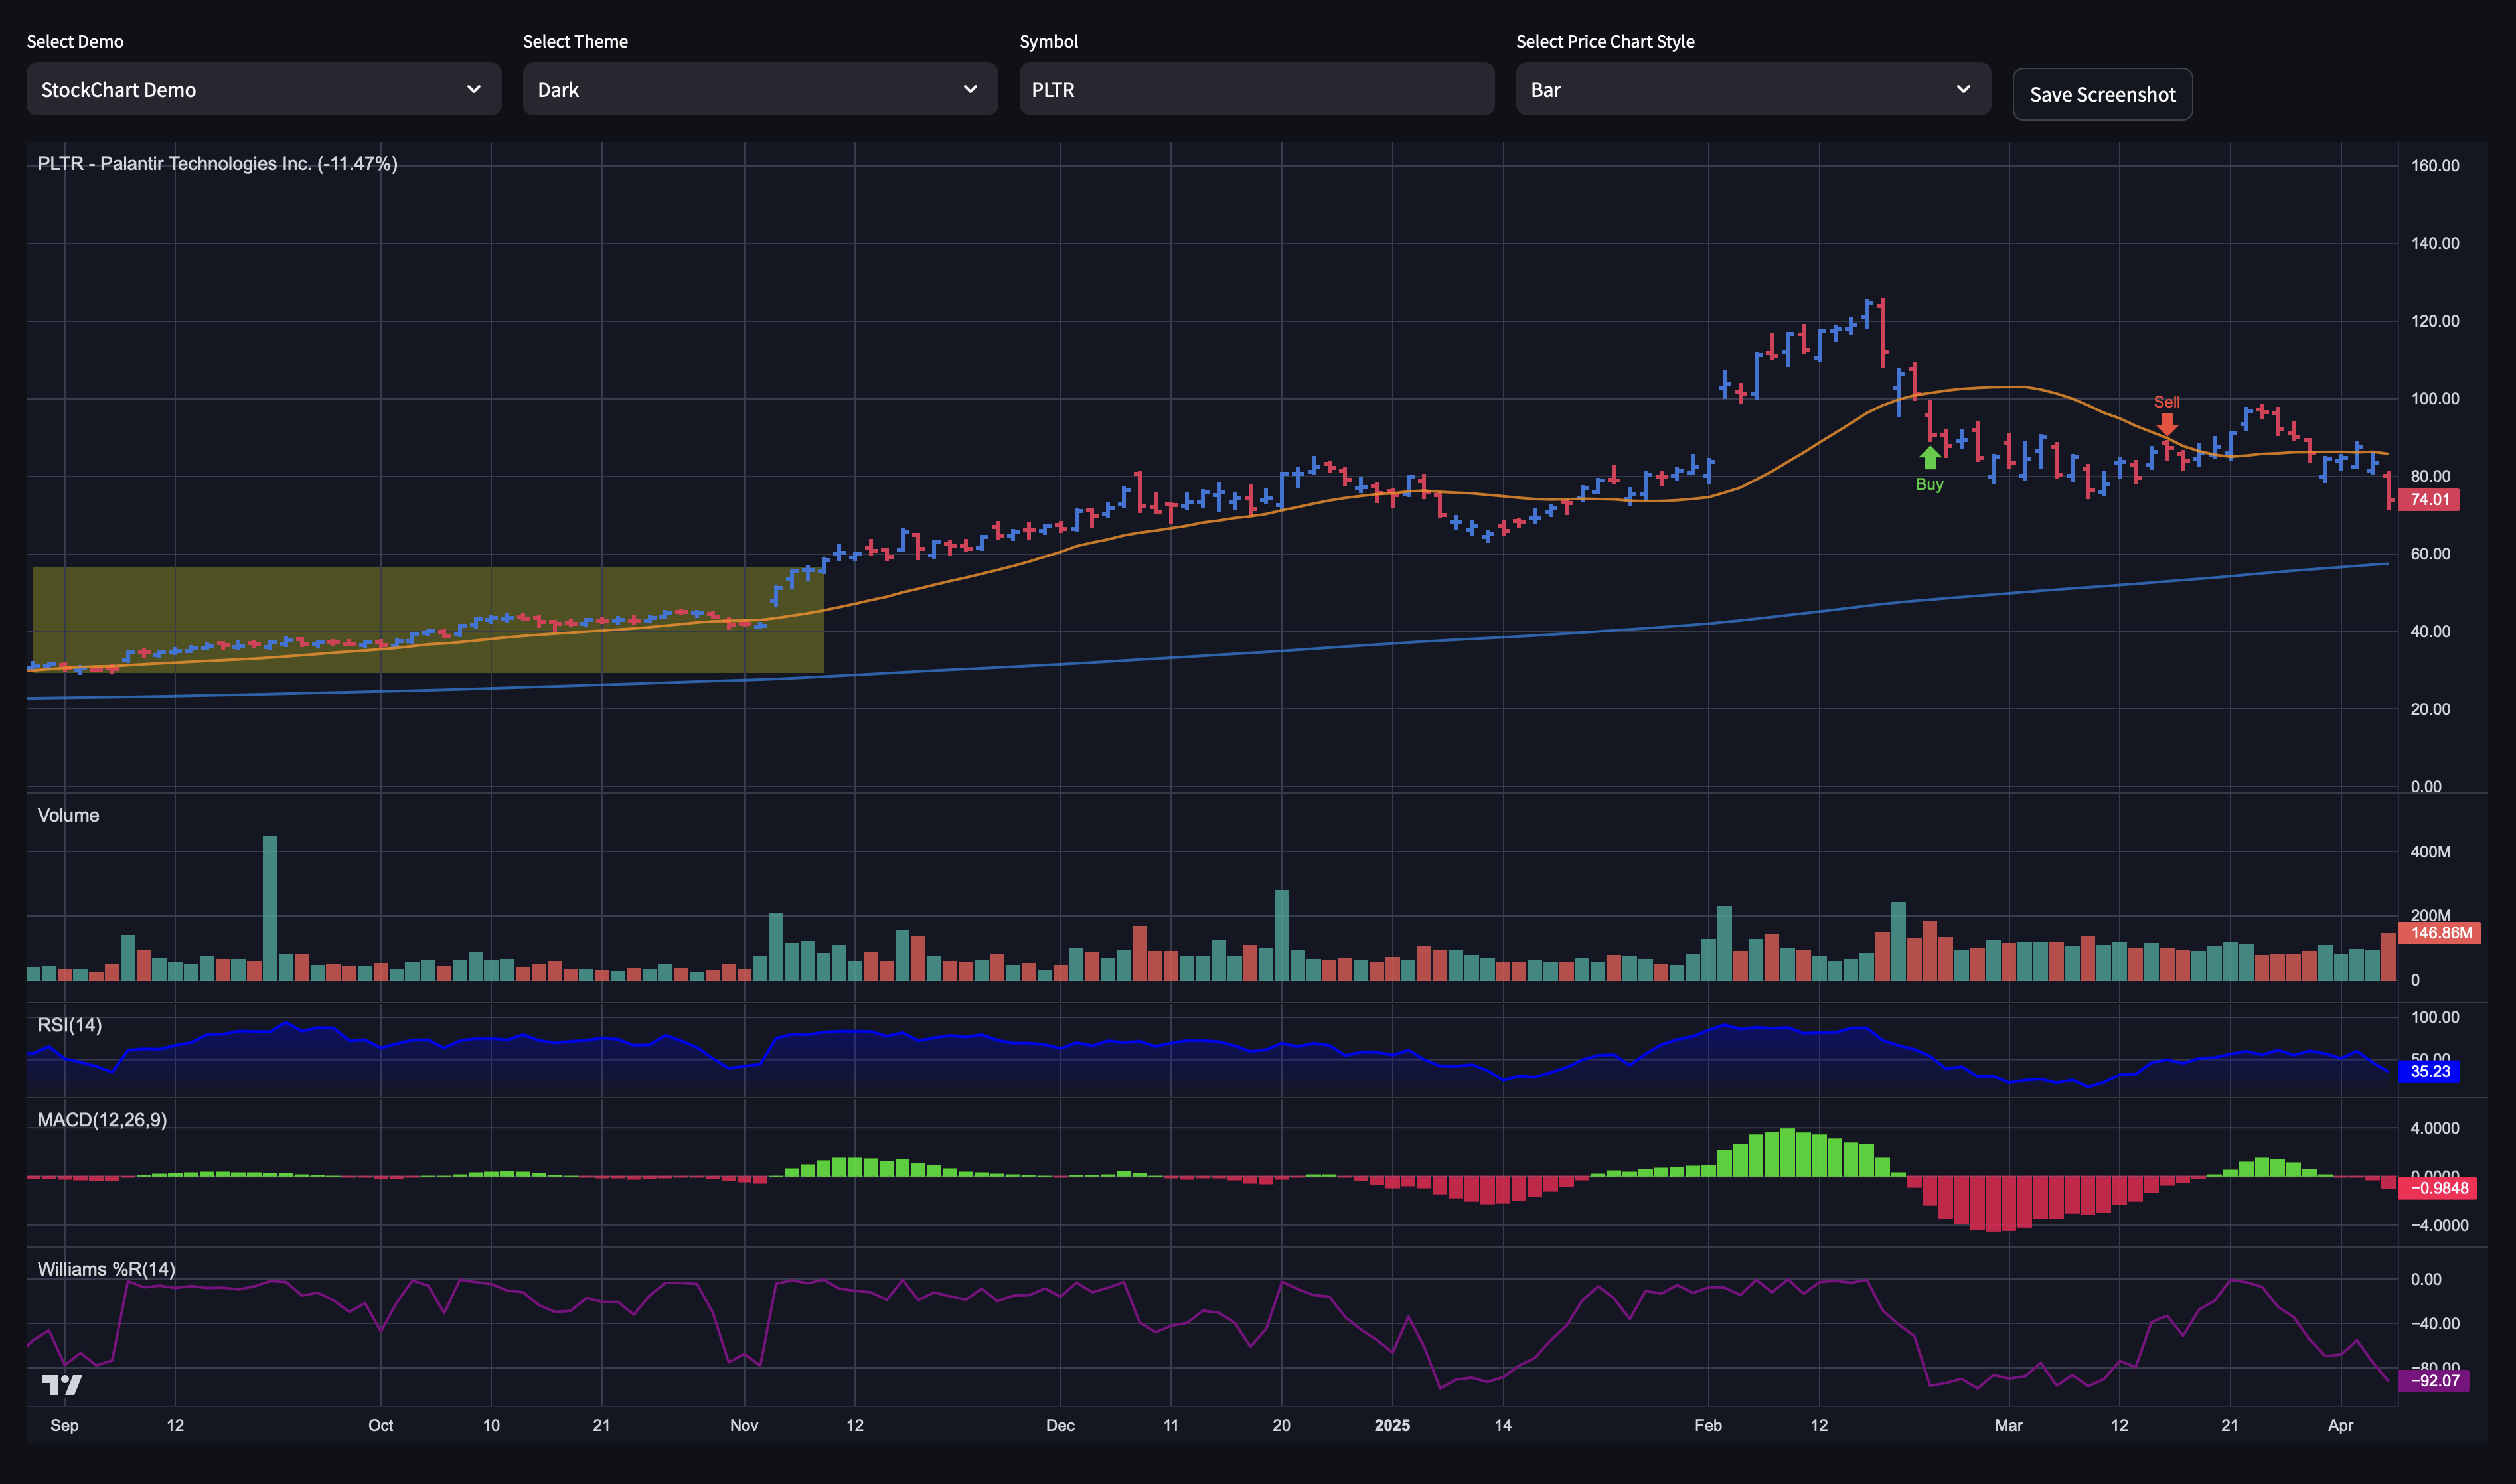 Select Demo
Select Theme
Symbol
Select Price Chart Style
StockChart Demo
Dark
PLTR
Bar
Save Screenshot
PLTR - Palantir Technologies Inc. (-11.47%)
160.00
140.00
120.00
100.00
80.00
74.01
60.00
40.00
20.00
0.00
Sell
Buy
Volume
400M
200M
146.86M
0
RSI(14)
100.00
50.00
35.23
MACD(12,26,9)
4.0000
0.0000
−0.9848
−4.0000
Williams %R(14)
0.00
−40.00
−80.00
−92.07
Sep 12 Oct 10 21 Nov 12 Dec 11 20 2025 14 Feb 12 Mar 12 21 Apr